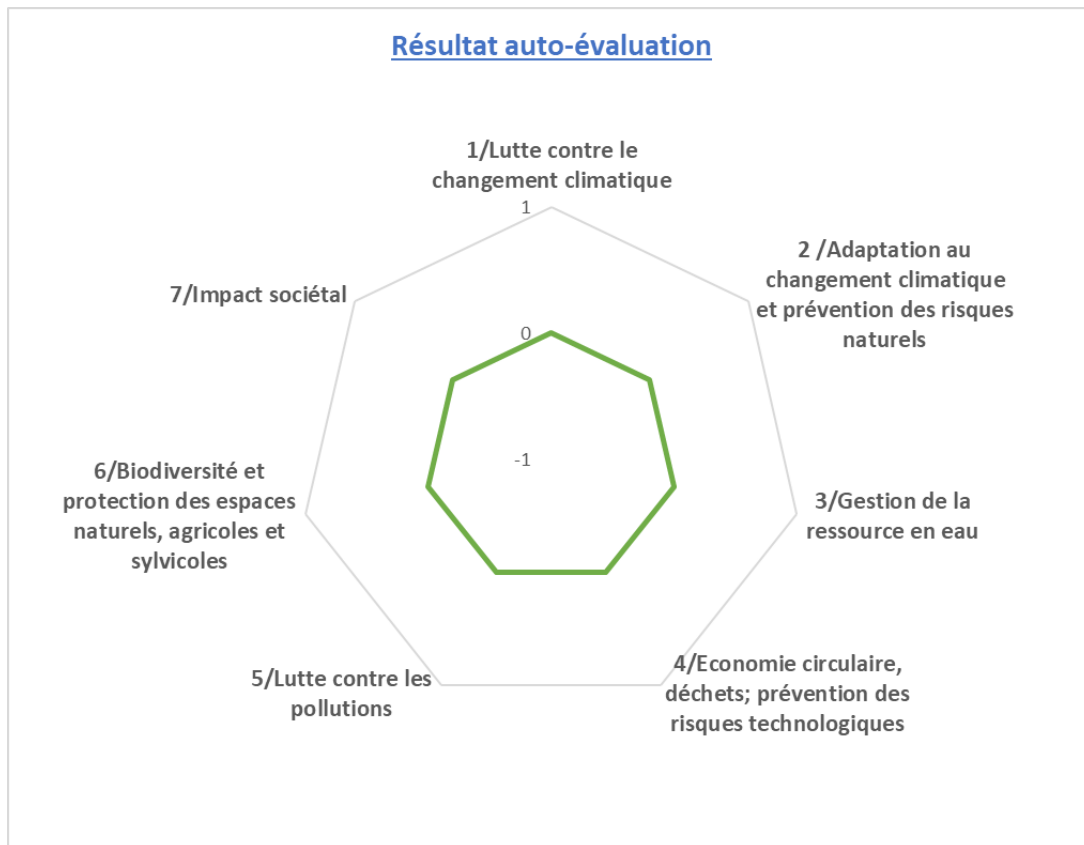 Résultat auto-évaluation
1/Lutte contre le
changement climatique
1
2 /Adaptation au
changement climatique
et prévention des risques
naturels
7/Impact sociétal
0
-1
6/Biodiversité et
protection des espaces
naturels, agricoles et
sylvicoles
3/Gestion de la
ressource en eau
5/Lutte contre les
pollutions
4/Economie circulaire,
déchets; prévention des
risques technologiques